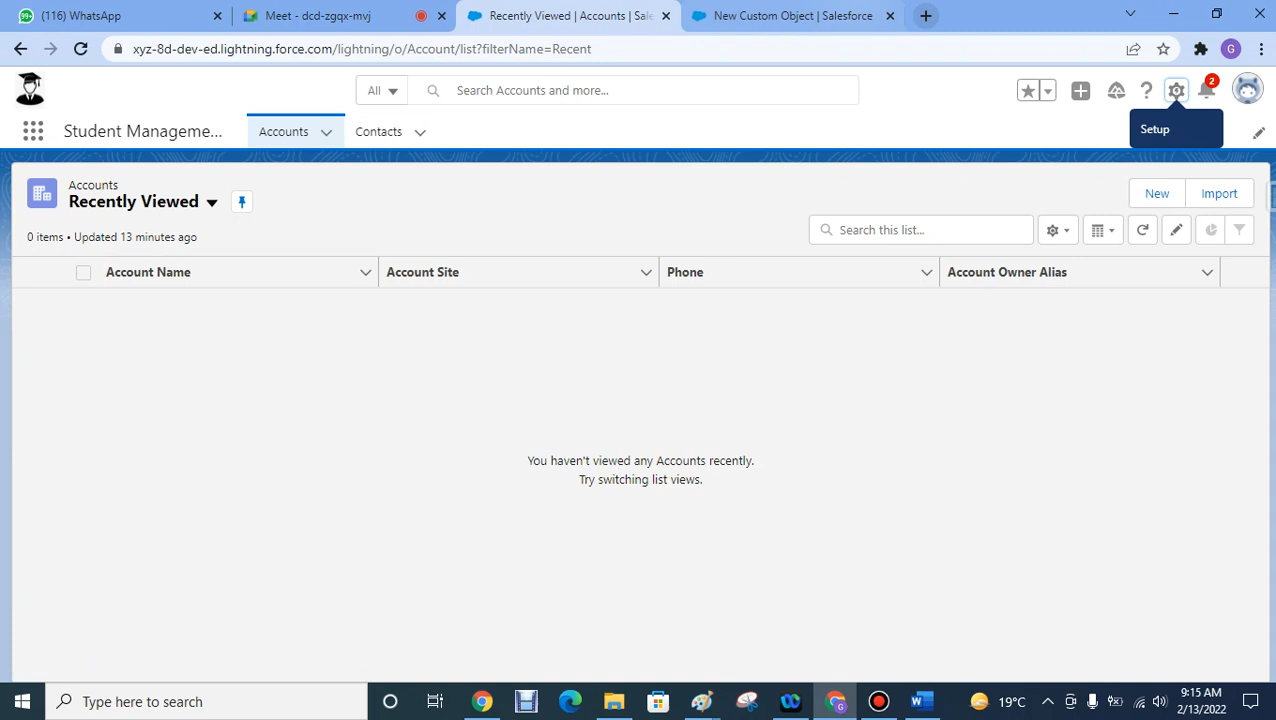 (116) WhatsApp
Meet - dcd-zgqx-mvj
Recently Viewed | Accounts | Sale
New Custom Object | Salesforce
xyz-8d-dev-ed.lightning.force.com/lightning/o/Account/list?filterName=Recent
G
All
Search Accounts and more...
2
Student Manageme...
Accounts
Contacts
Setup
Accounts
Recently Viewed
New
Import
0 items • Updated 13 minutes ago
Search this list...
Account Name
Account Site
Phone
Account Owner Alias
You haven't viewed any Accounts recently.
Try switching list views.
Type here to search
19°C
9:15 AM
2/13/2022